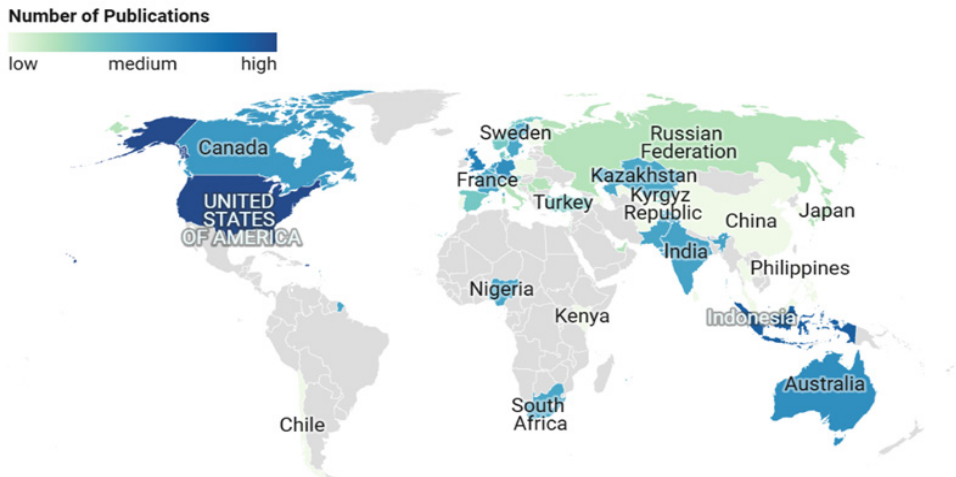 Number of Publications
low medium high
Sweden
Russian
Federation
Canada
France
Kazakhstan
Kyrgyz
Republic
Turkey
UNITED
STATES
OF AMERICA
China
Japan
India
Philippines
Nigeria
Kenya
Indonesia
Australia
South
Africa
Chile